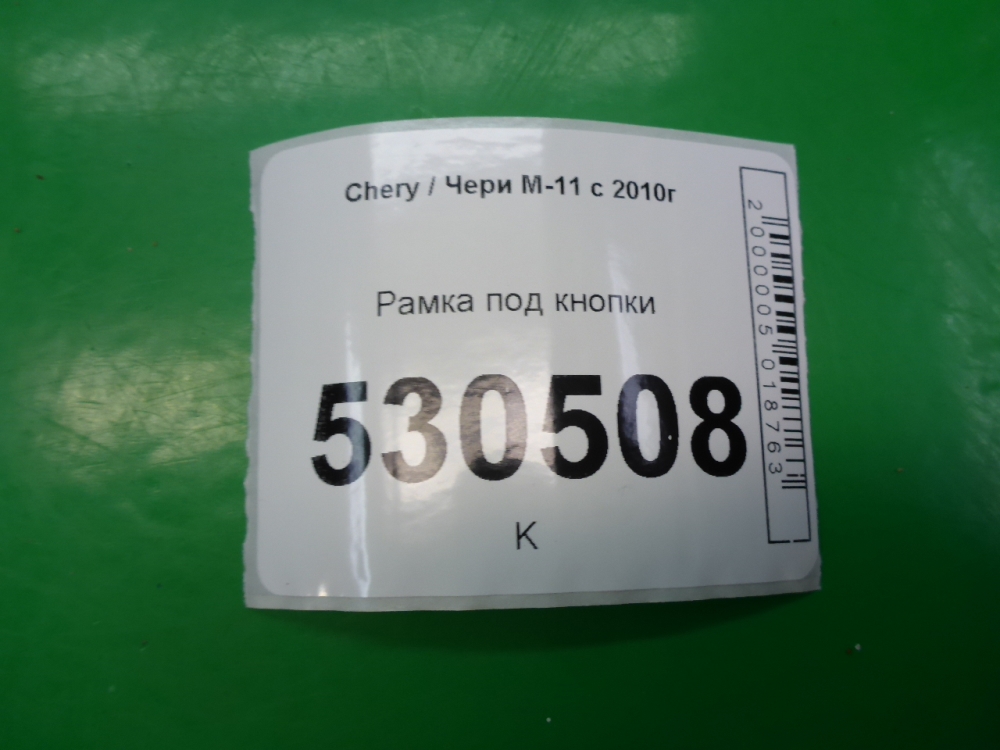 Chery / Чери М-11 с 2010г
Рамка под кнопки
530508
К
2000005018763